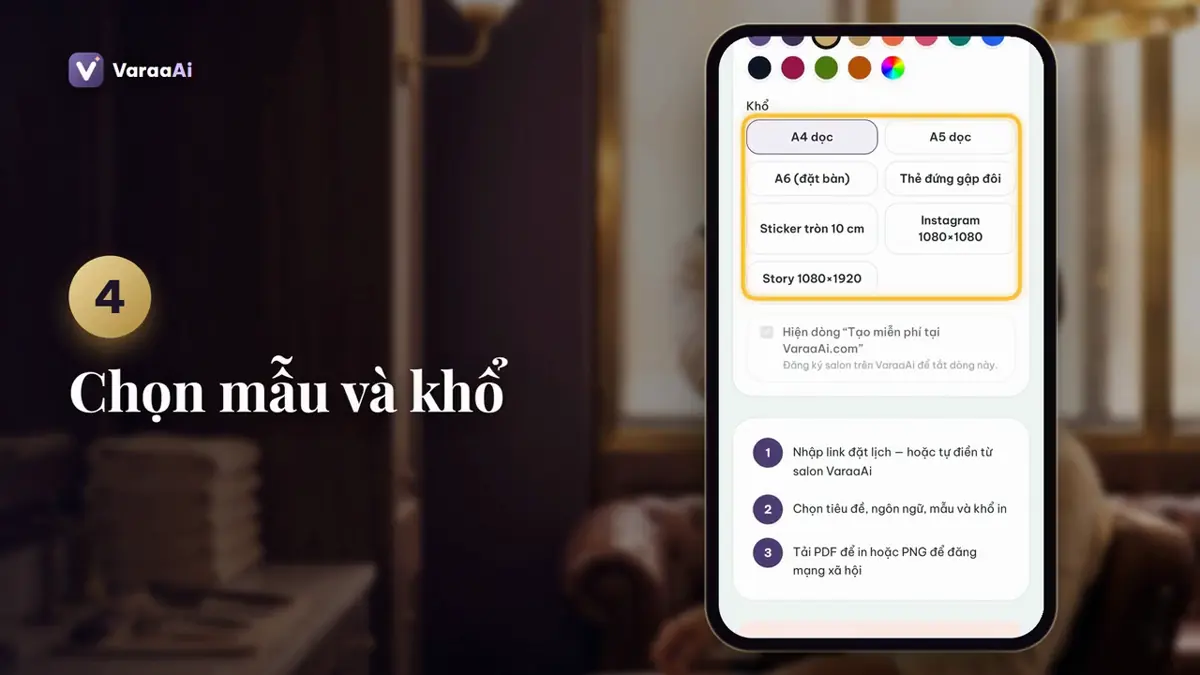 VaraaAi
4
Chọn mẫu và khổ
Khổ
A4 dọc
A5 dọc
A6 (đặt bàn)
Thẻ đứng gập đôi
Sticker tròn 10 cm
Instagram
1080×1080
Story 1080×1920
Hiện dòng “Tạo miễn phí tại
VaraaAi.com”
Đăng ký salon trên VaraaAi để tắt dòng này.
1
Nhập link đặt lịch — hoặc tự điền từ
salon VaraaAi
2
Chọn tiêu đề, ngôn ngữ, mẫu và khổ in
3
Tải PDF để in hoặc PNG để đăng
mạng xã hội